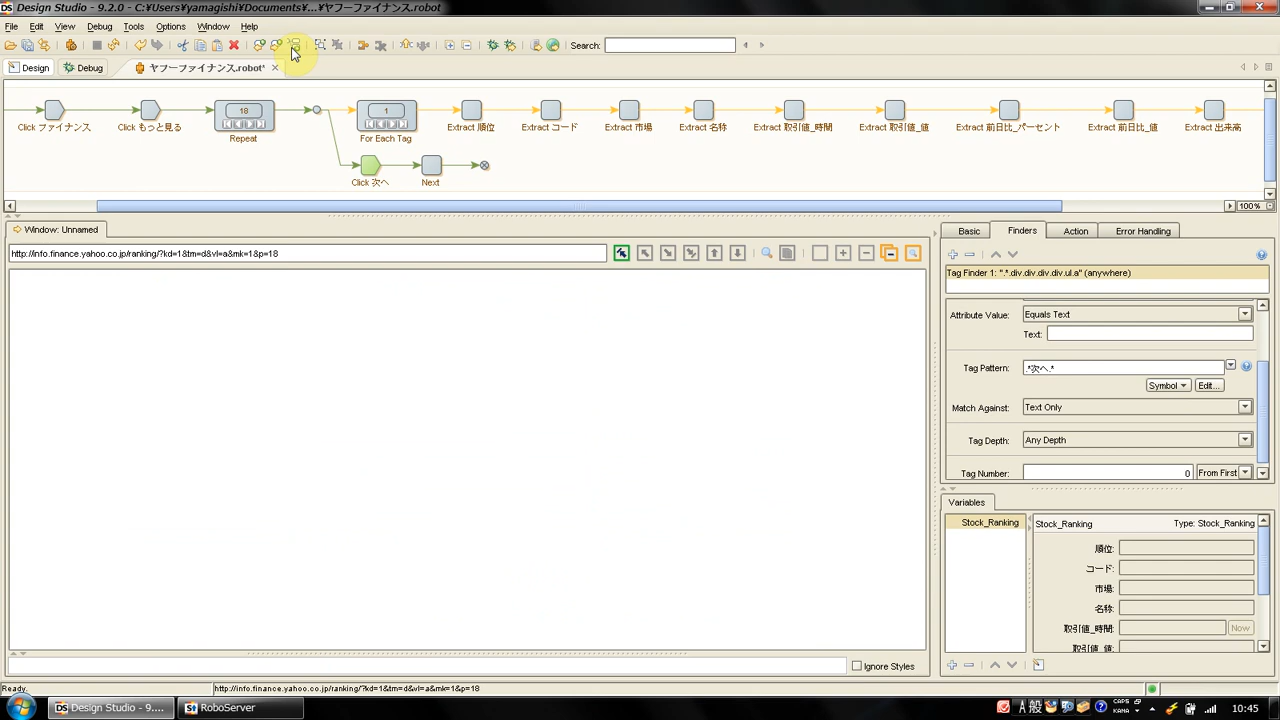 Design Studio - 9.2.0 - C:¥Users¥yamagishi¥Documents¥...¥ヤフーファイナンス.robot*
File Edit View Debug Tools Options Window Help
Search:
Design Debug ヤフーファイナンス.robot*
18 1
Click ファイナンス Click もっと見る Repeat For Each Tag Extract 順位 Extract コード Extract 市場 Extract 名称 Extract 取引値_時間 Extract 取引値_値 Extract 前日比_パーセント Extract 前日比_値 Extract 出来高
Click 次へ Next
100%
Window: Unnamed
Basic Finders Action Error Handling
http://info.finance.yahoo.co.jp/ranking/?kd=1&tm=d&vl=a&mk=1&p=18
Tag Finder 1: ".*.div.div.div.div.ul.a" (anywhere)
Attribute Value: Equals Text
Text:
Tag Pattern: .*次へ.*
Symbol Edit...
Match Against: Text Only
Tag Depth: Any Depth
Tag Number: 0 From First
Variables
Stock_Ranking
Stock_Ranking Type: Stock_Ranking
順位:
コード:
市場:
名称:
取引値_時間: Now
取引値_値:
Ignore Styles
Ready. http://info.finance.yahoo.co.jp/ranking/?kd=1&tm=d&vl=a&mk=1&p=18
Design Studio - 9.... RoboServer A 般 CAPS KANA 10:45